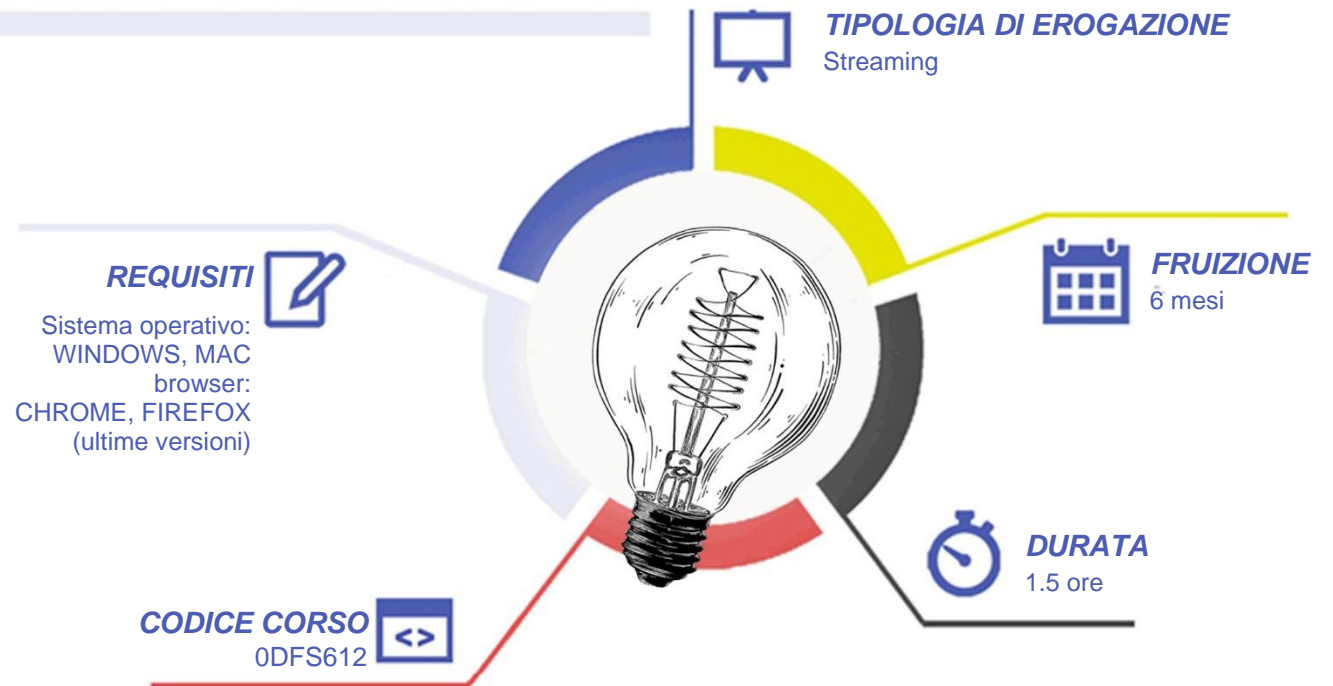 TIPOLOGIA DI EROGAZIONE
Streaming
REQUISITI
Sistema operativo:
WINDOWS, MAC
browser:
CHROME, FIREFOX
(ultime versioni)
FRUIZIONE
6 mesi
DURATA
1.5 ore
CODICE CORSO
0DFS612
<>